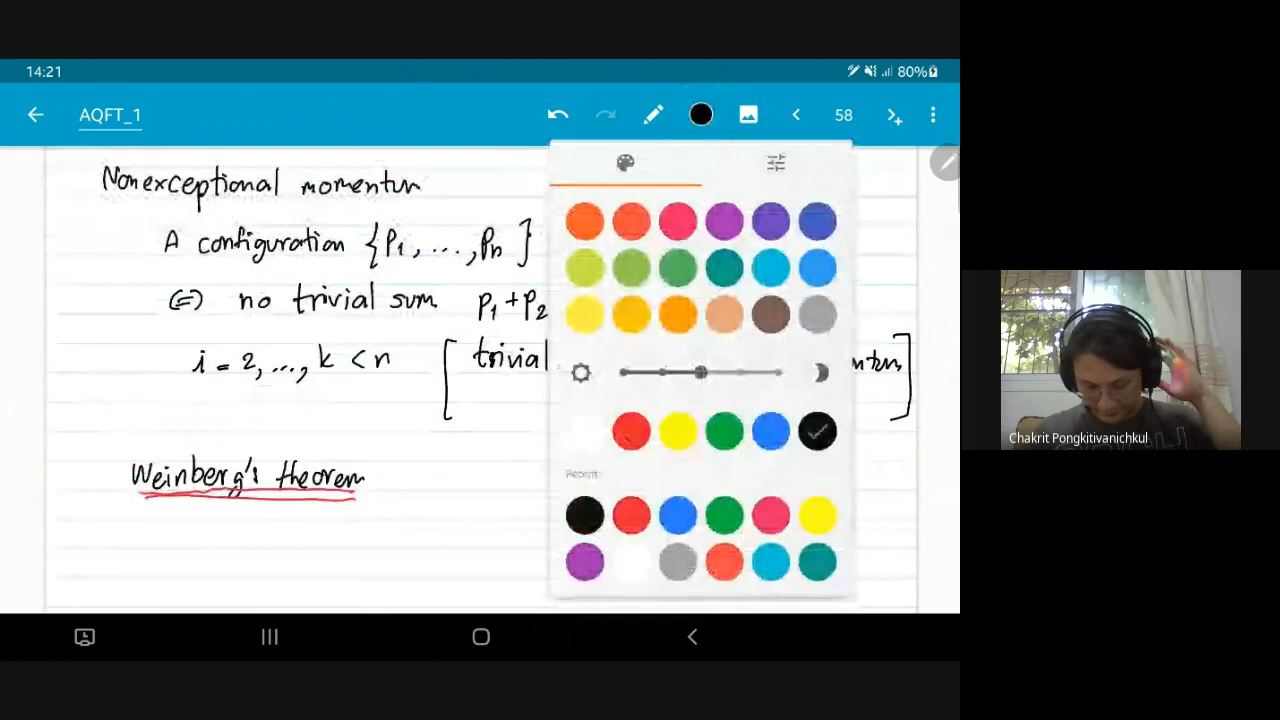 14:21
80%
AQFT_1
58
Nonexceptional momentum
A configuration {P1, ..., Pn}
⇔ no trivial sum P1 + P2
i = 2, ..., k < n [ trivial ]
Weinberg's theorem
Recent
Chakrit Pongkitivanichkul